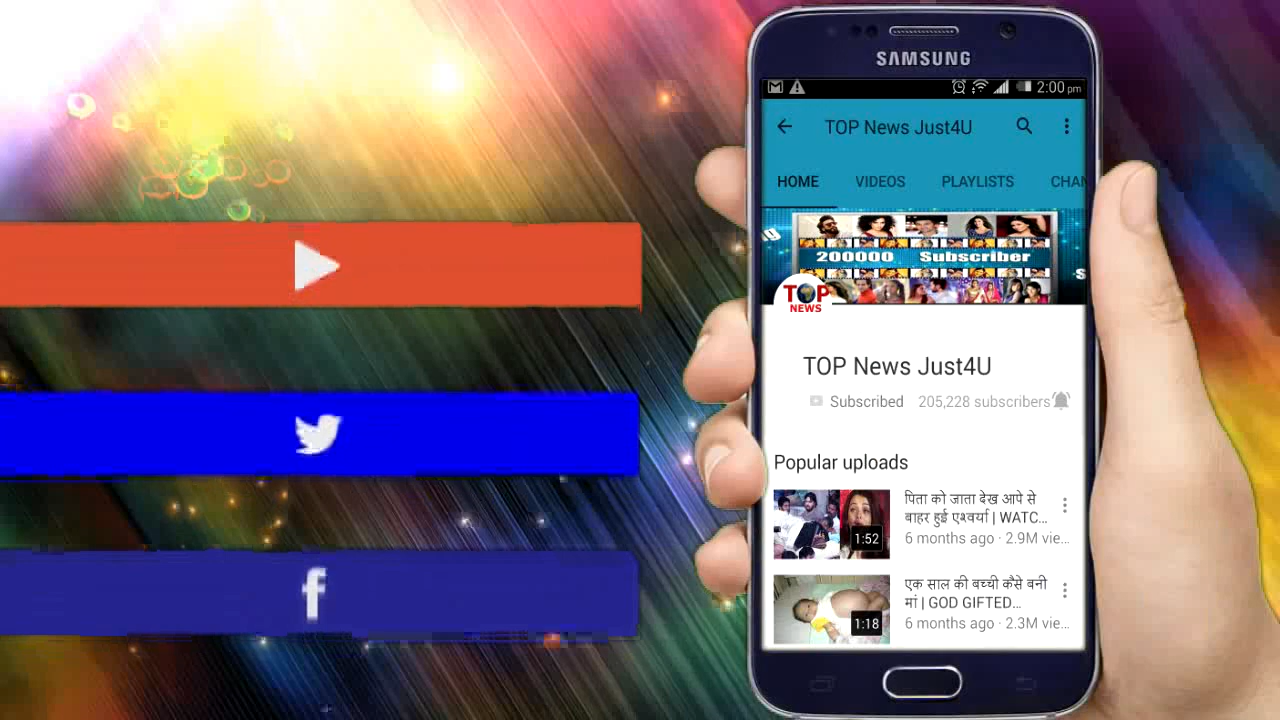 SAMSUNG
2:00 pm
TOP News Just4U
HOME VIDEOS PLAYLISTS CHAN
200000 Subscriber
TOP
NEWS
TOP News Just4U
Subscribed 205,228 subscribers
Popular uploads
पिता को जाता देख आपे से
बाहर हुई एश्वर्या | WATC...
1:52
6 months ago · 2.9M vie...
एक साल की बच्ची कैसे बनी
मां | GOD GIFTED...
1:18
6 months ago · 2.3M vie...